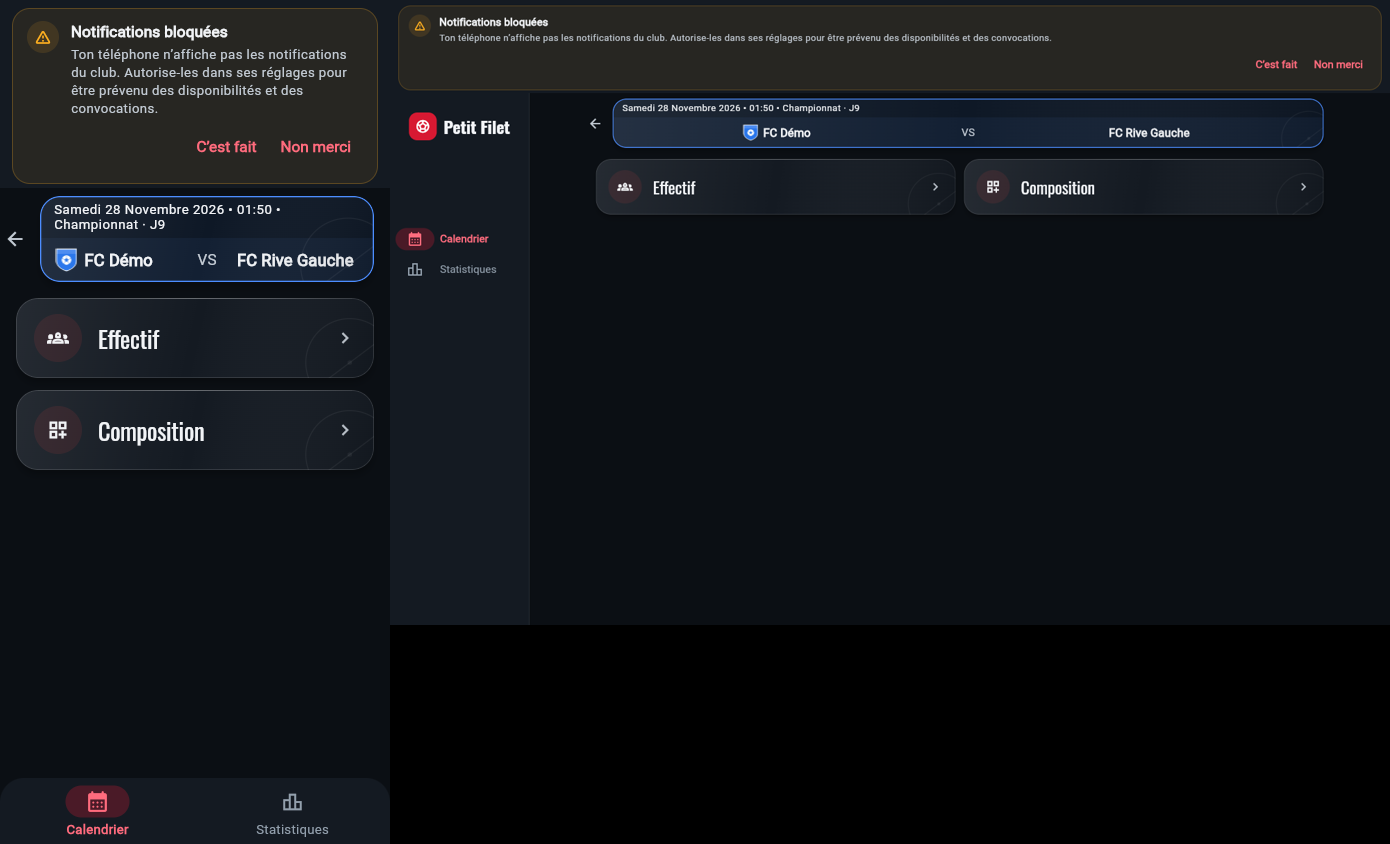 Notifications bloquées
Ton téléphone n'affiche pas les notifications
du club. Autorise-les dans ses réglages pour
être prévenu des disponibilités et des
convocations.
C'est fait
Non merci
Samedi 28 Novembre 2026 • 01:50 •
Championnat · J9
FC Démo
VS
FC Rive Gauche
Effectif
Composition
Calendrier
Statistiques
Notifications bloquées
Ton téléphone n'affiche pas les notifications du club. Autorise-les dans ses réglages pour être prévenu des disponibilités et des convocations.
C'est fait
Non merci
Petit Filet
Samedi 28 Novembre 2026 • 01:50 • Championnat · J9
FC Démo
VS
FC Rive Gauche
Effectif
Composition
Calendrier
Statistiques